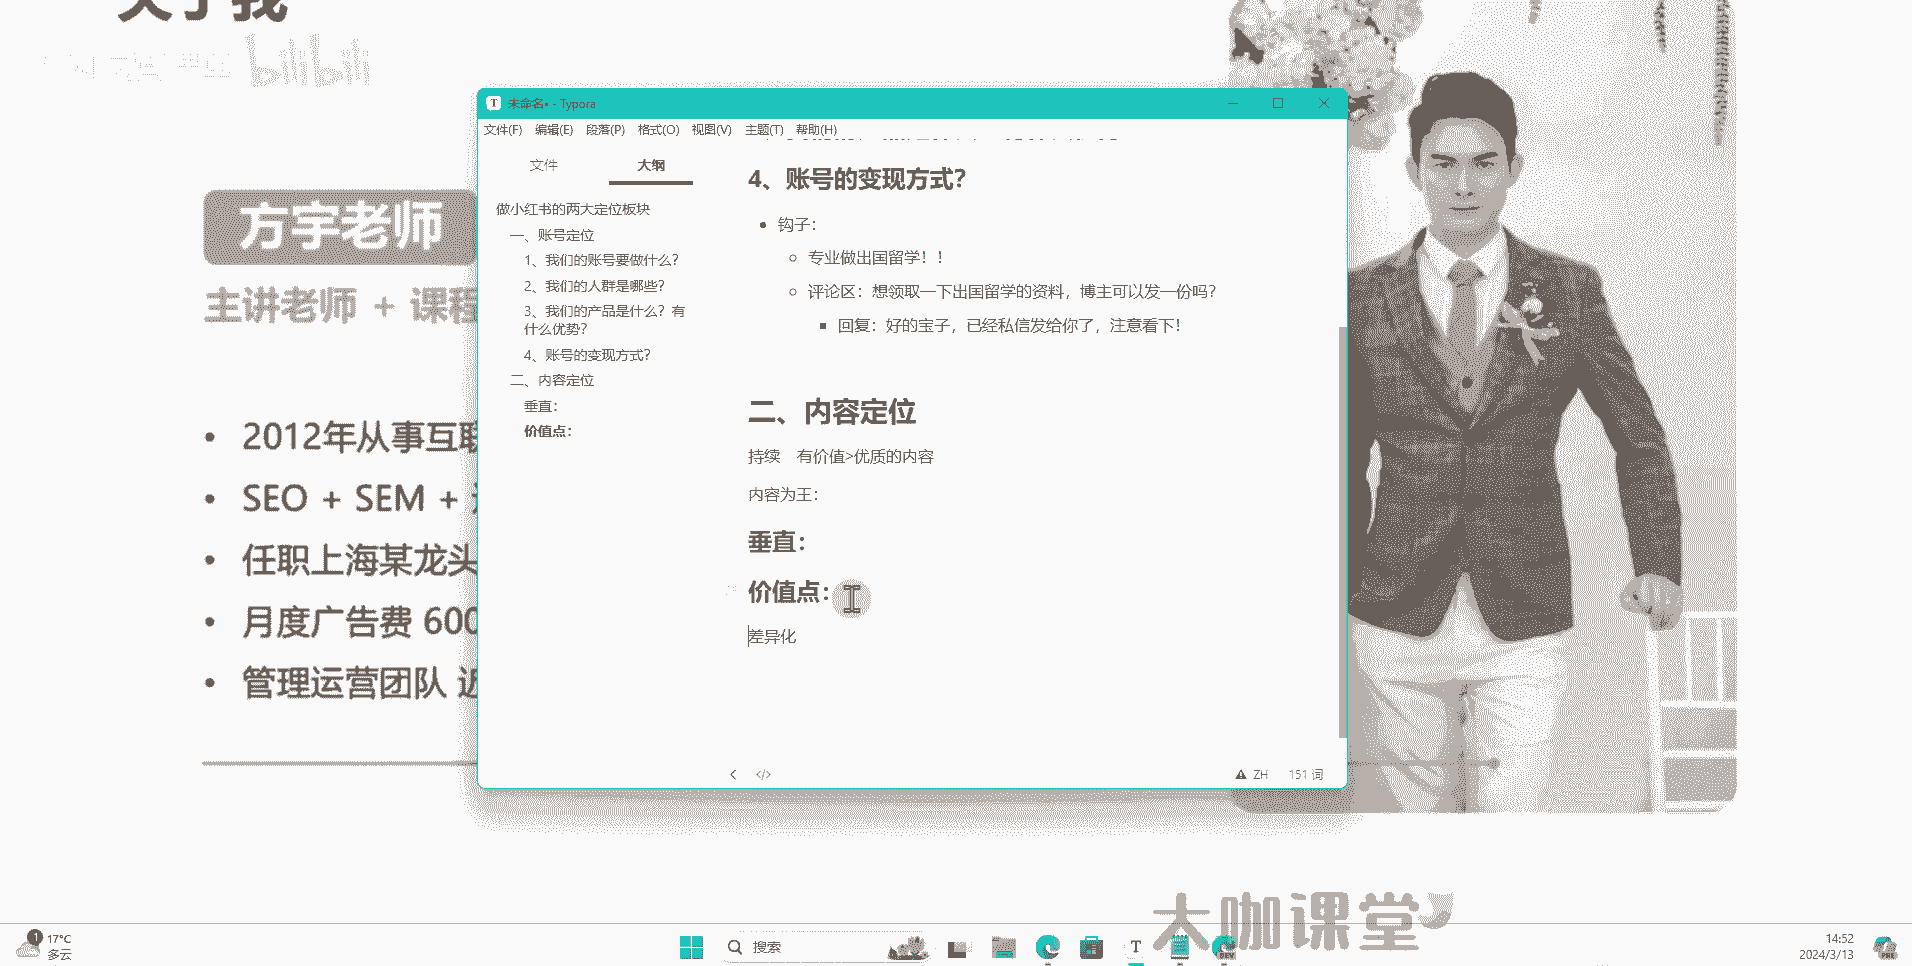 关于我
bilibili
未命名• - Typora
文件(F) 编辑(E) 段落(P) 格式(O) 视图(V) 主题(T) 帮助(H)
文件 大纲
做小红书的两大定位板块
一、账号定位
1、我们的账号要做什么？
2、我们的人群是哪些？
3、我们的产品是什么？有
什么优势？
4、账号的变现方式？
二、内容定位
垂直：
价值点：
4、账号的变现方式？
钩子：
专业做出国留学！！
评论区：想领取一下出国留学的资料，博主可以发一份吗？
回复：好的宝子，已经私信发给你了，注意看下！
二、内容定位
持续 有价值>优质的内容
内容为王：
垂直：
价值点：
差异化
ZH 151 词
方宇老师
主讲老师 + 课程
2012年从事互联
SEO + SEM +
任职上海某龙头
月度广告费 600
管理运营团队 近
大咖课堂
1
17°C
多云
搜索
T
DEV
14:52
2024/3/13
PRE